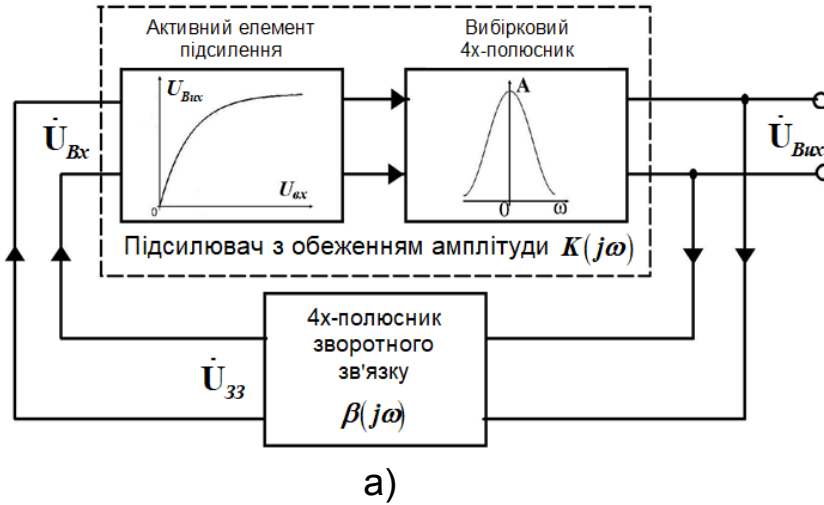 Активний елемент
підсилення
Вибірковий
4х-полюсник
U_Вих
U_вх
0
A
0
ω
U̇_Вх
U̇_Вих
Підсилювач з обеженням амплітуди K(jω)
4х-полюсник
зворотного
зв'язку
β(jω)
U̇_ЗЗ
а)